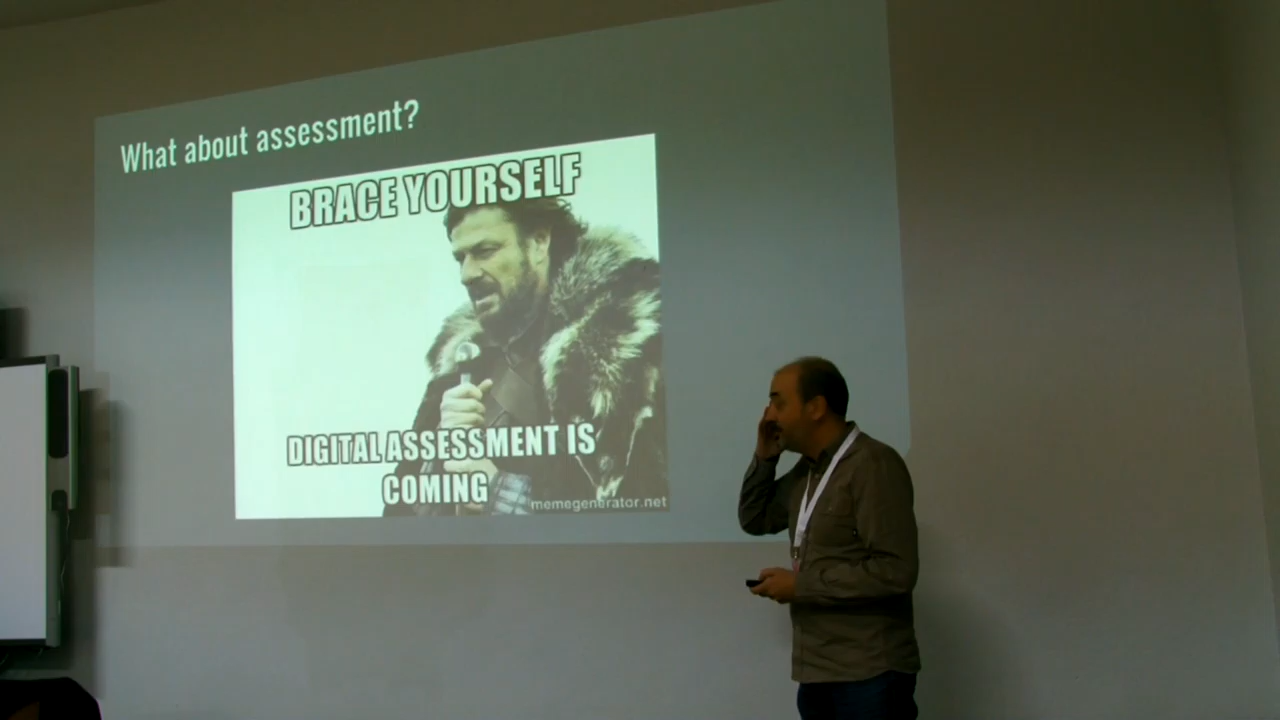 What about assessment?
BRACE YOURSELF
DIGITAL ASSESSMENT IS
COMING
memegenerator.net